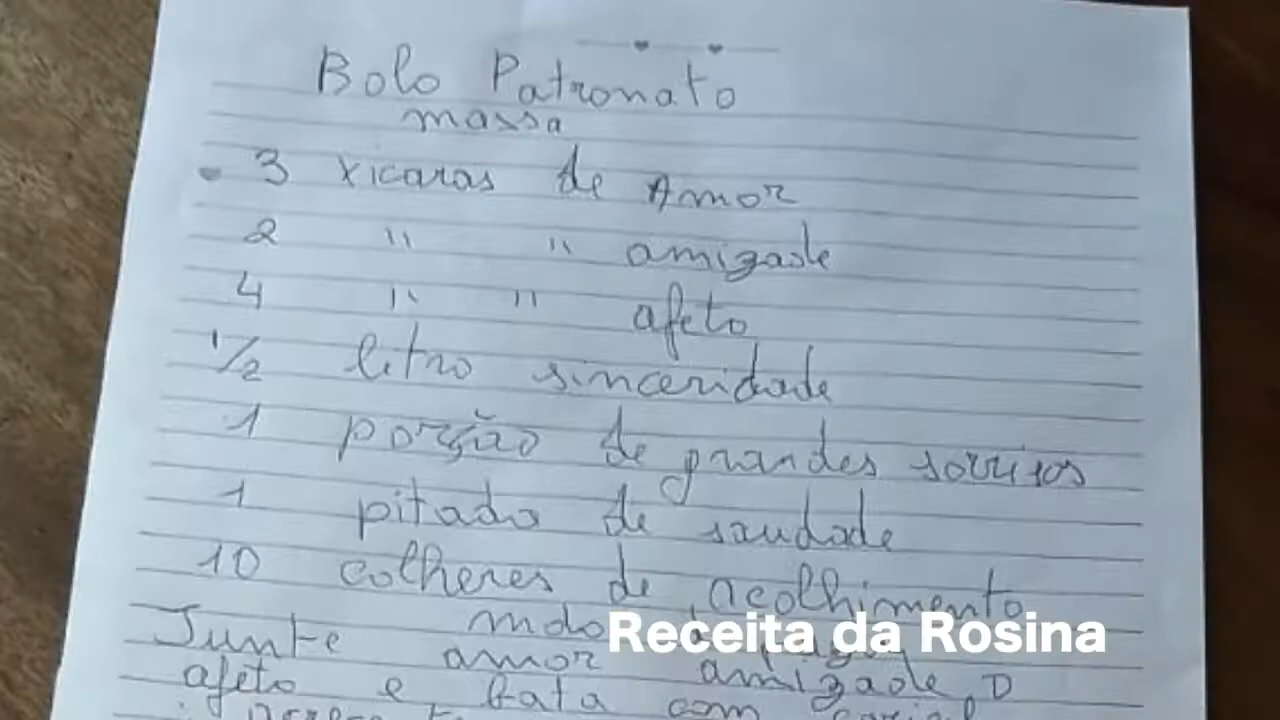 Bolo Patronato
massa
3 xicaras de Amor
2 " " amizade
4 " " afeto
1/2 litro sinceridade
1 porção de grandes sorrisos
1 pitada de saudade
10 colheres de acolhimento
Receita da Rosina
Junte amor amizade, o
afeto e bata com